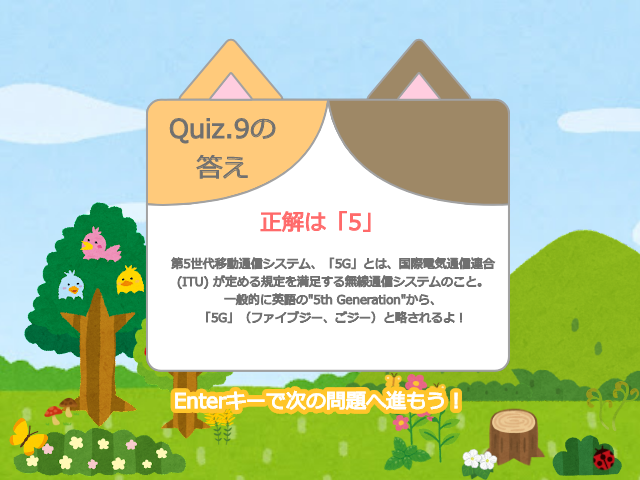 Quiz.9の
答え
正解は「5」
第5世代移動通信システム、「5G」とは、国際電気通信連合
(ITU) が定める規定を満足する無線通信システムのこと。
一般的に英語の"5th Generation"から、
「5G」（ファイブジー、ごジー）と略されるよ！
Enterキーで次の問題へ進もう！